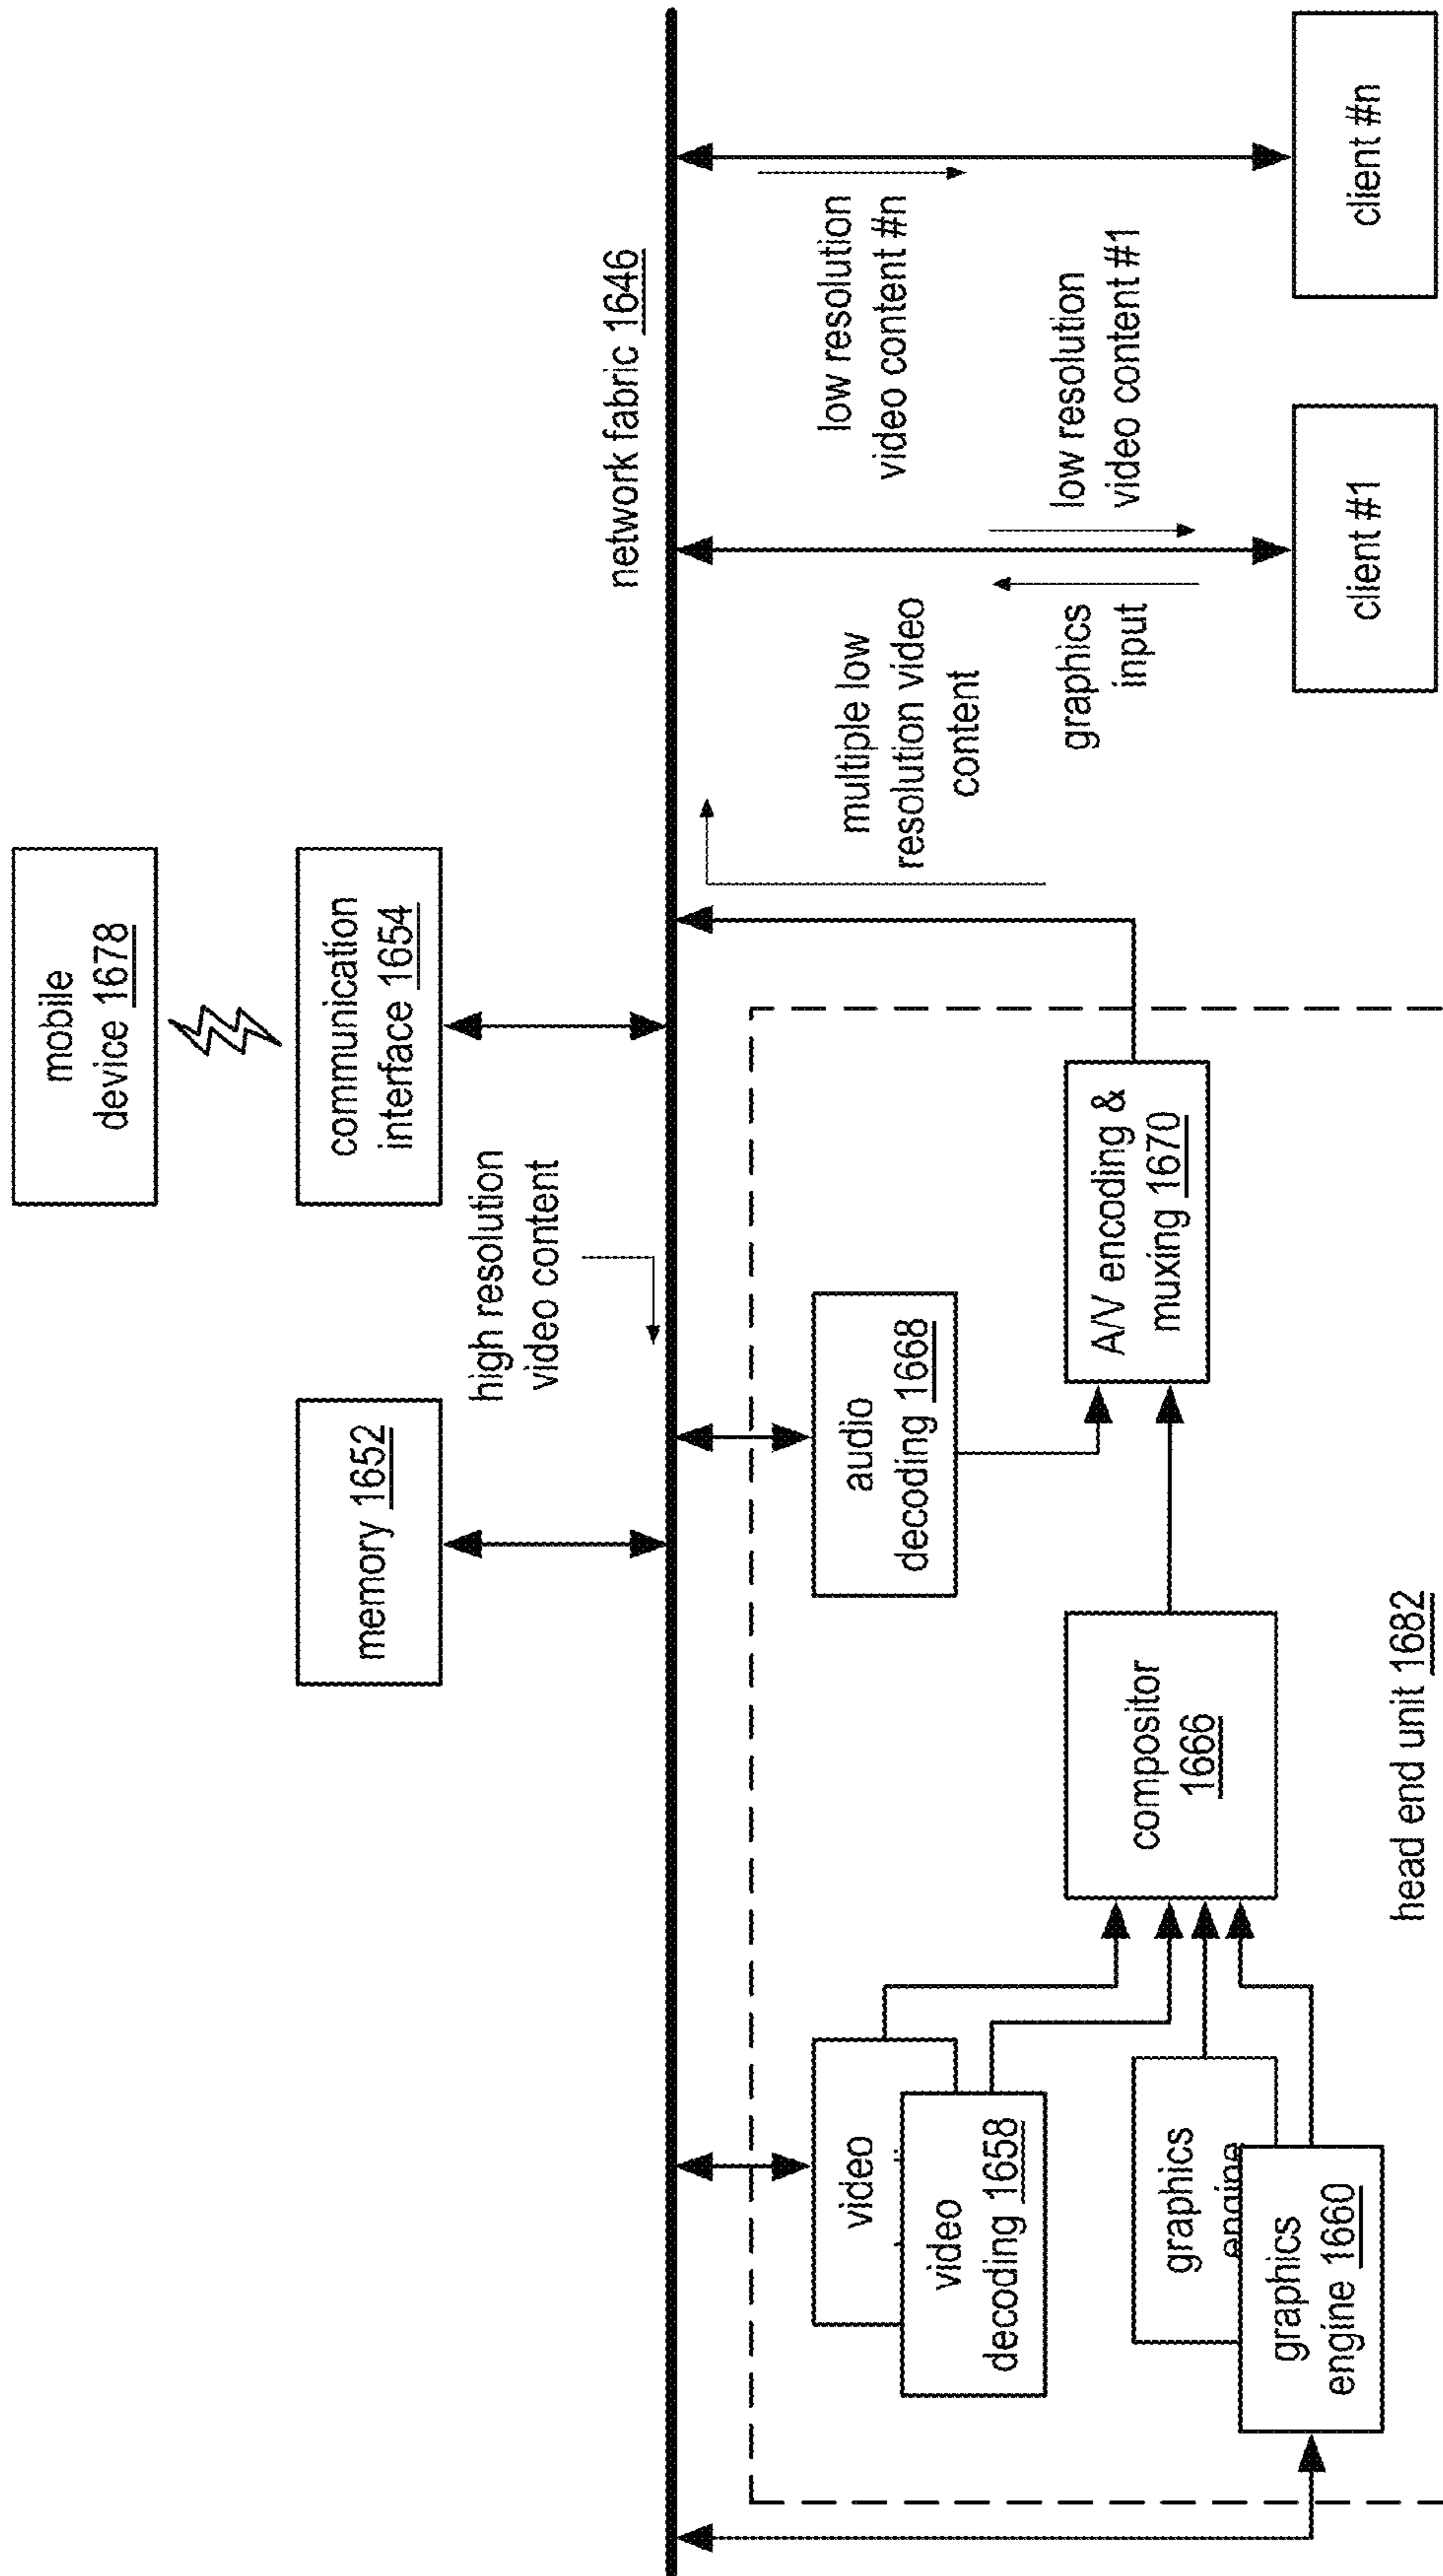 mobile
device 1678
communication
interface 1654
memory 1652
high resolution
video content
network fabric 1646
video
video
decoding 1658
graphics
engine
graphics
engine 1660
compositor
1666
audio
decoding 1668
A/V encoding &
muxing 1670
head end unit 1682
multiple low
resolution video
content
graphics
input
low resolution
video content #1
low resolution
video content #n
client #1
client #n